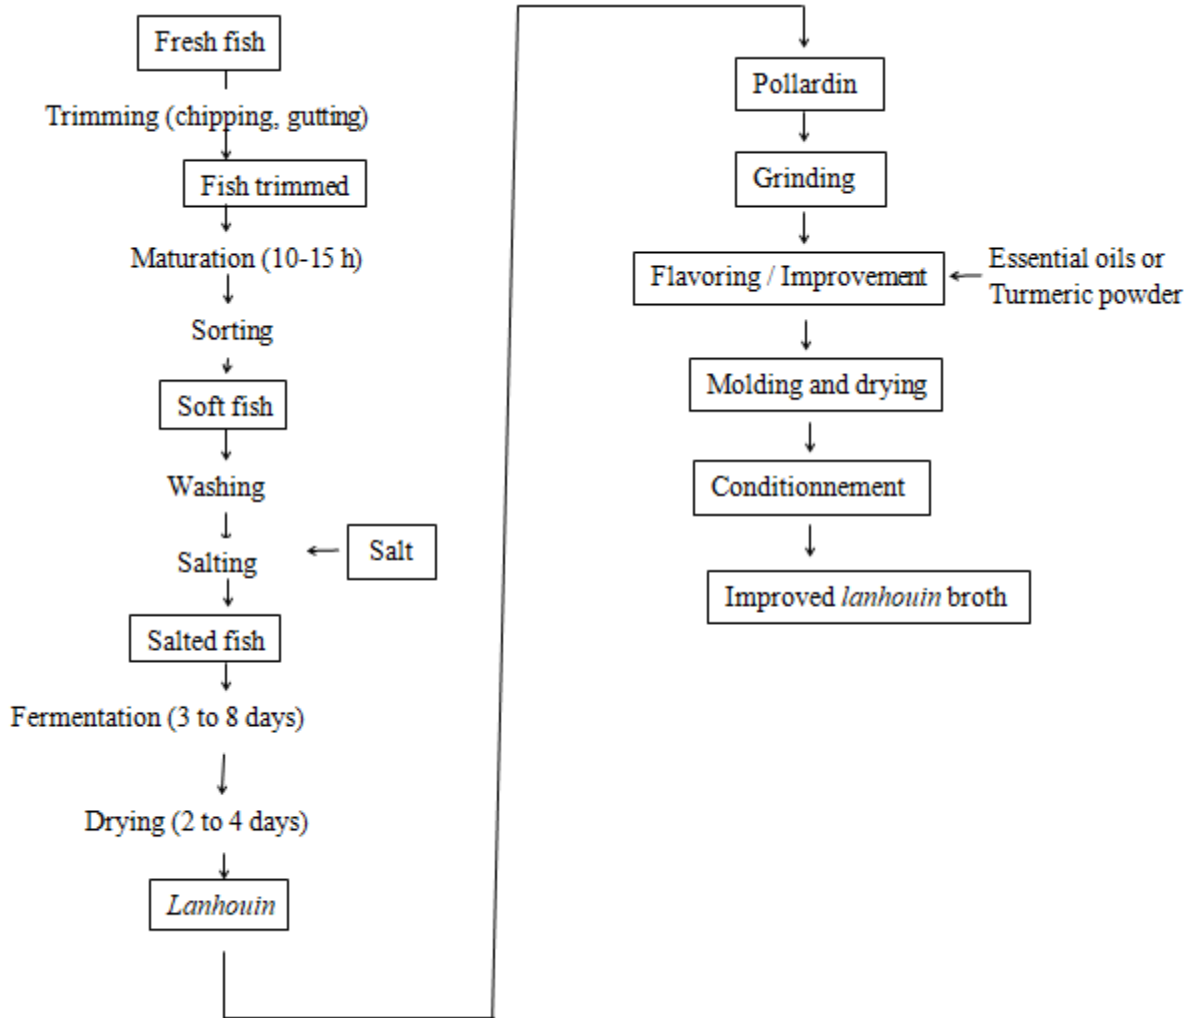 Fresh fish
Trimming (chipping, gutting)
Fish trimmed
Maturation (10-15 h)
Sorting
Soft fish
Washing
Salting
Salt
Salted fish
Fermentation (3 to 8 days)
Drying (2 to 4 days)
Lanhouin
Pollardin
Grinding
Flavoring / Improvement
Essential oils or
Turmeric powder
Molding and drying
Conditionnement
Improved lanhouin broth